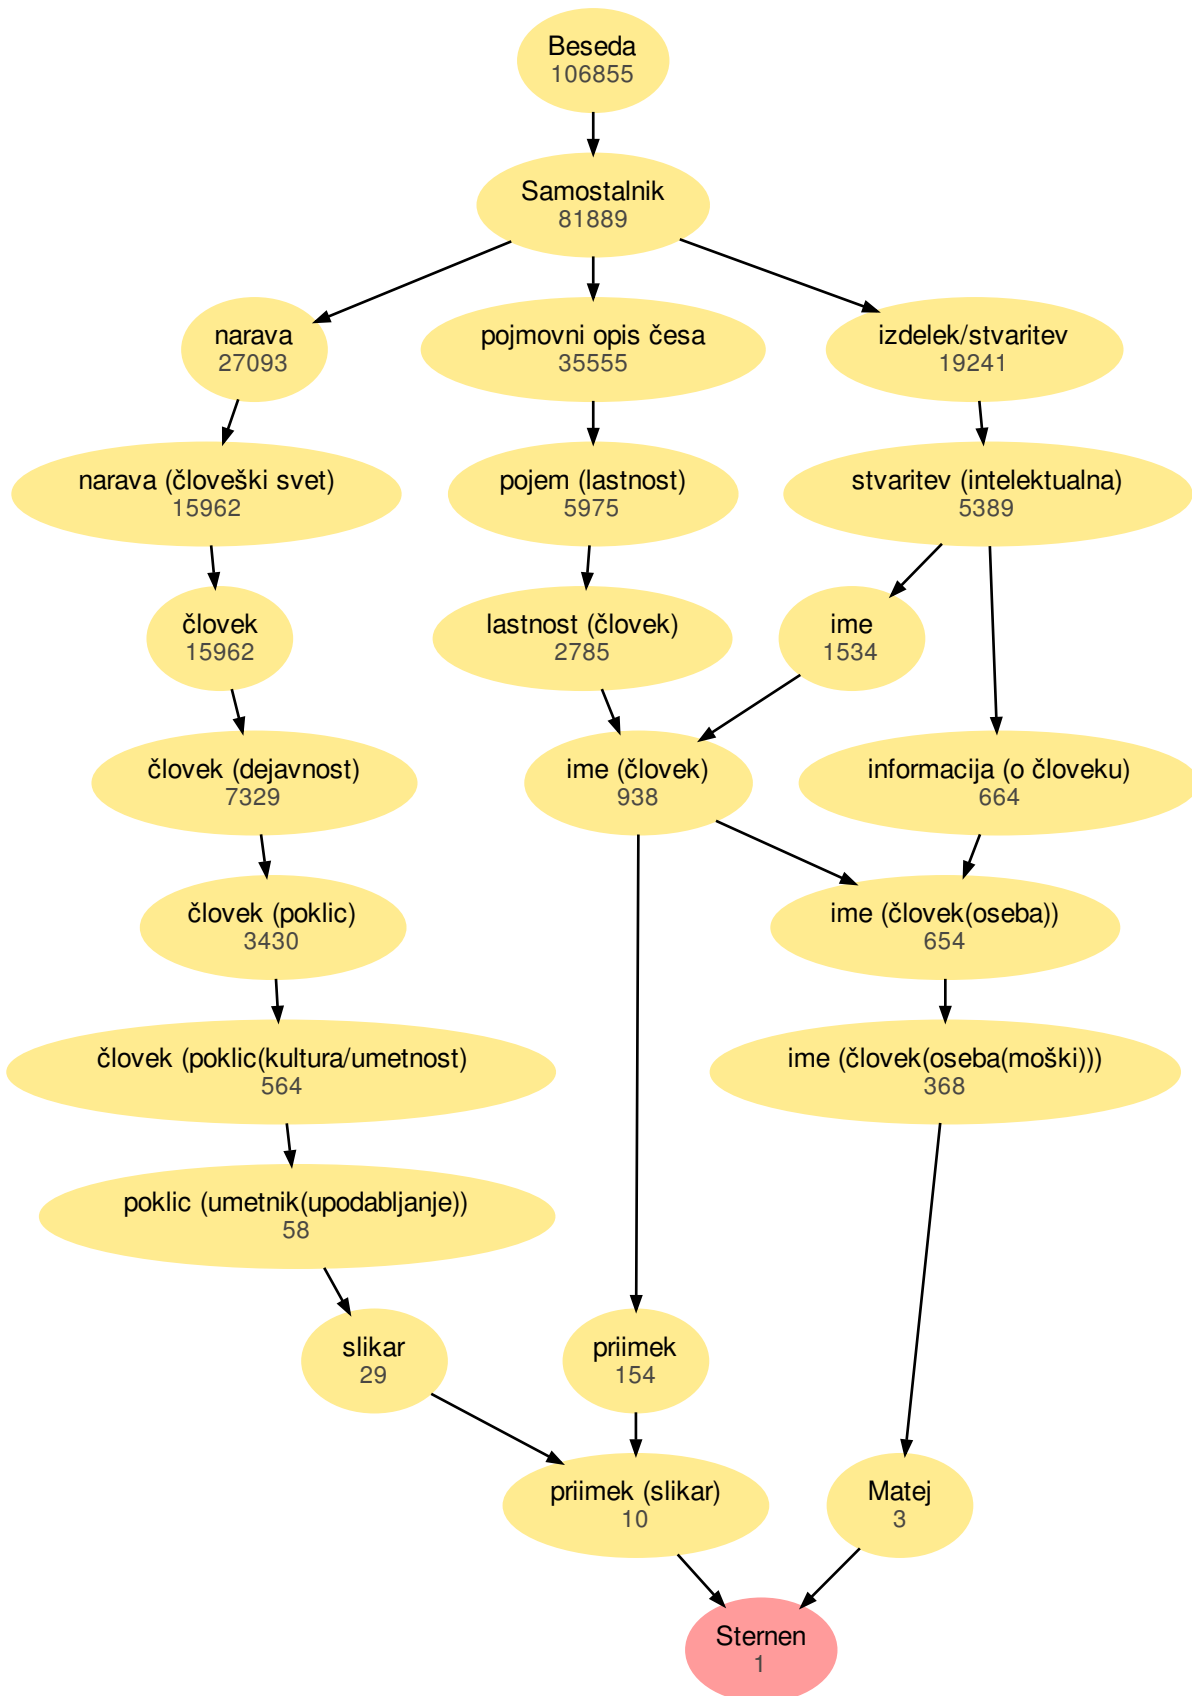 Beseda
106855
Samostalnik
81889
narava
27093
pojmovni opis česa
35555
izdelek/stvaritev
19241
narava (človeški svet)
15962
pojem (lastnost)
5975
stvaritev (intelektualna)
5389
človek
15962
lastnost (človek)
2785
ime
1534
človek (dejavnost)
7329
ime (človek)
938
informacija (o človeku)
664
človek (poklic)
3430
ime (človek(oseba))
654
človek (poklic(kultura/umetnost)
564
ime (človek(oseba(moški)))
368
poklic (umetnik(upodabljanje))
58
slikar
29
priimek
154
priimek (slikar)
10
Matej
3
Sternen
1